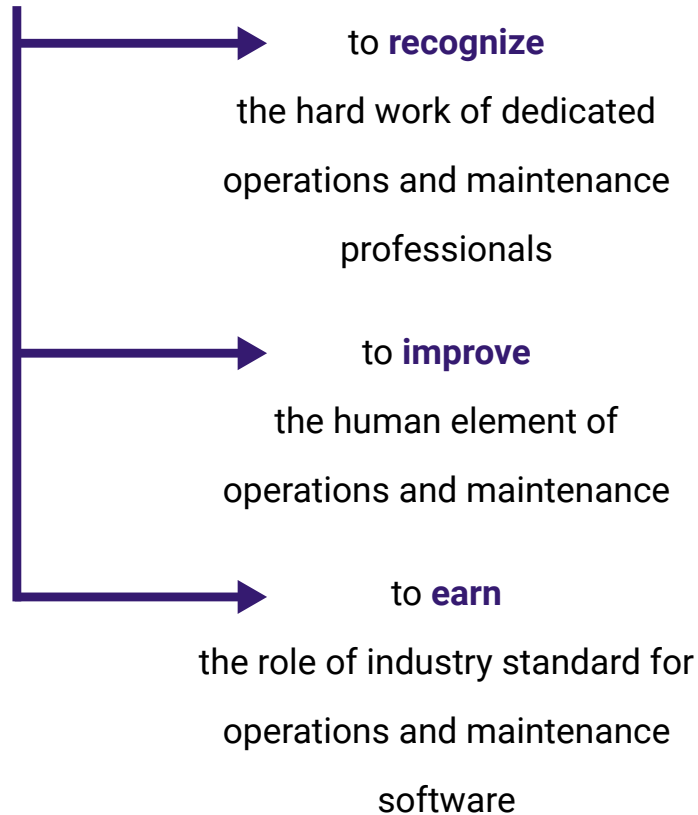 to recognize
the hard work of dedicated
operations and maintenance
professionals
to improve
the human element of
operations and maintenance
to earn
the role of industry standard for
operations and maintenance
software